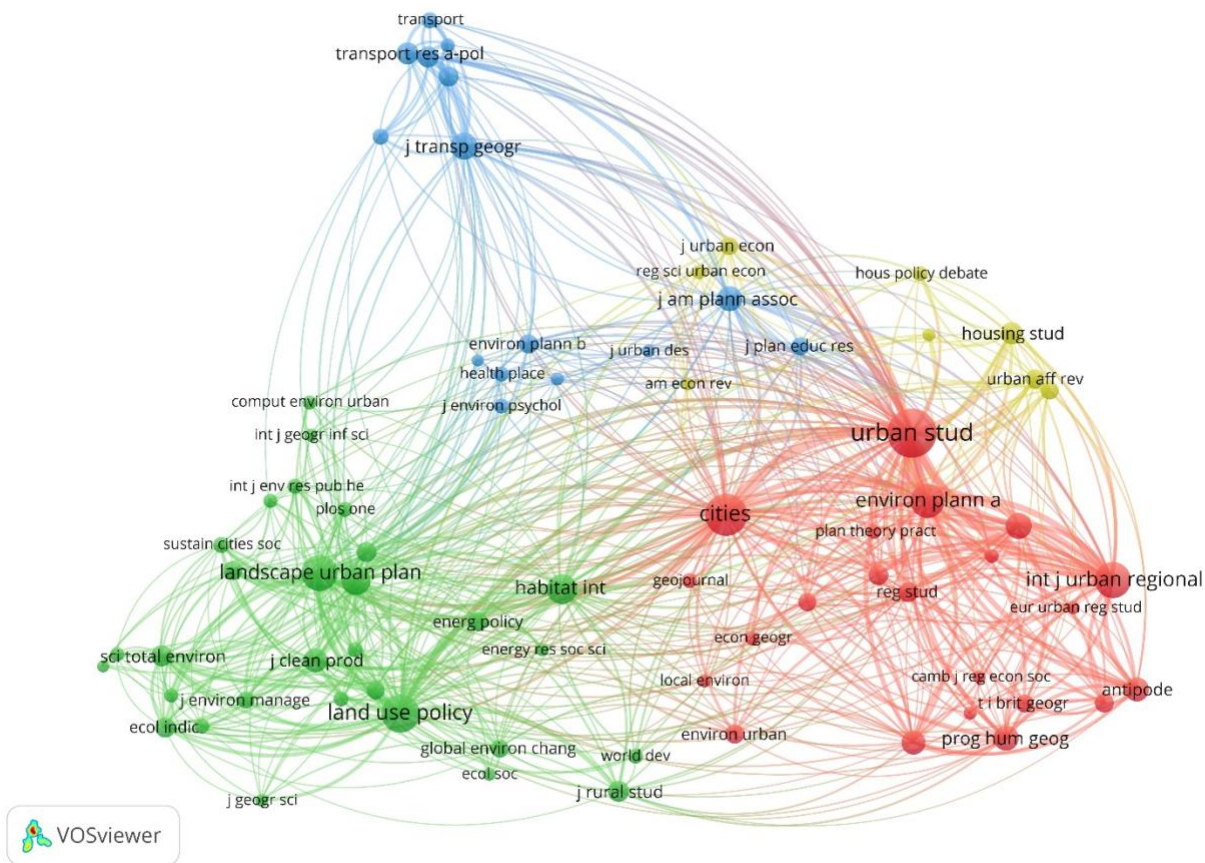 transport
transport res a-pol
j transp geogr
j urban econ
reg sci urban econ
hous policy debate
j am plann assoc
housing stud
environ plann b
j urban des
j plan educ res
health place
am econ rev
urban aff rev
comput environ urban
j environ psychol
int j geogr inf sci
urban stud
int j env res pub he
environ plann a
plos one
cities
plan theory pract
sustain cities soc
landscape urban plan
habitat int
geojournal
int j urban regional
reg stud
eur urban reg stud
energ policy
econ geogr
sci total environ
j clean prod
energy res soc sci
local environ
camb j reg econ soc
antipode
j environ manage
t i brit geogr
land use policy
ecol indic
environ urban
prog hum geog
global environ chang
world dev
ecol soc
j rural stud
j geogr sci
VOSviewer